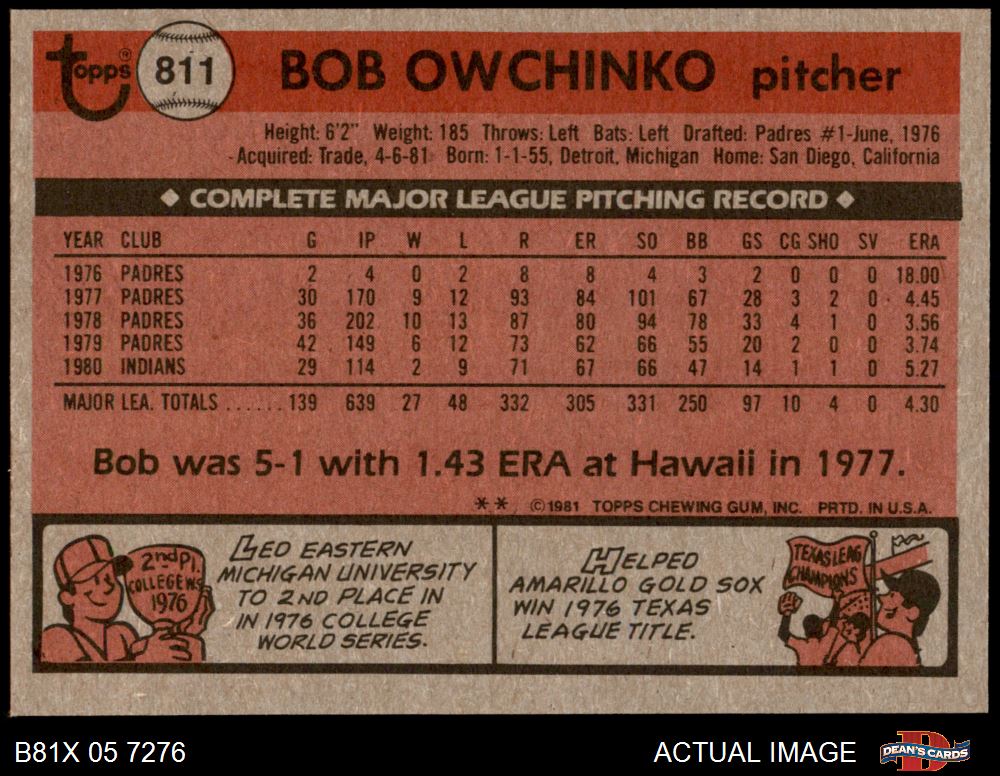 Topps® 811 BOB OWCHINKO pitcher
Height: 6'2" Weight: 185 Throws: Left Bats: Left Drafted: Padres #1-June, 1976
Acquired: Trade, 4-6-81 Born: 1-1-55, Detroit, Michigan Home: San Diego, California
◆ COMPLETE MAJOR LEAGUE PITCHING RECORD ◆
YEAR CLUB G IP W L R ER SO BB GS CG SHO SV ERA
1976 PADRES 2 4 0 2 8 8 4 3 2 0 0 0 18.00
1977 PADRES 30 170 9 12 93 84 101 67 28 3 2 0 4.45
1978 PADRES 36 202 10 13 87 80 94 78 33 4 1 0 3.56
1979 PADRES 42 149 6 12 73 62 66 55 20 2 0 0 3.74
1980 INDIANS 29 114 2 9 71 67 66 47 14 1 1 0 5.27
MAJOR LEA. TOTALS ...... 139 639 27 48 332 305 331 250 97 10 4 0 4.30
Bob was 5-1 with 1.43 ERA at Hawaii in 1977.
** ©1981 TOPPS CHEWING GUM, INC. PRTD. IN U.S.A.
2nd Pl.
COLLEGE WS
1976
LED EASTERN
MICHIGAN UNIVERSITY
TO 2ND PLACE IN
IN 1976 COLLEGE
WORLD SERIES.
HELPED
AMARILLO GOLD SOX
WIN 1976 TEXAS
LEAGUE TITLE.
TEXAS LEAG
CHAMPIONS
B81X 05 7276 ACTUAL IMAGE DEAN'S CARDS